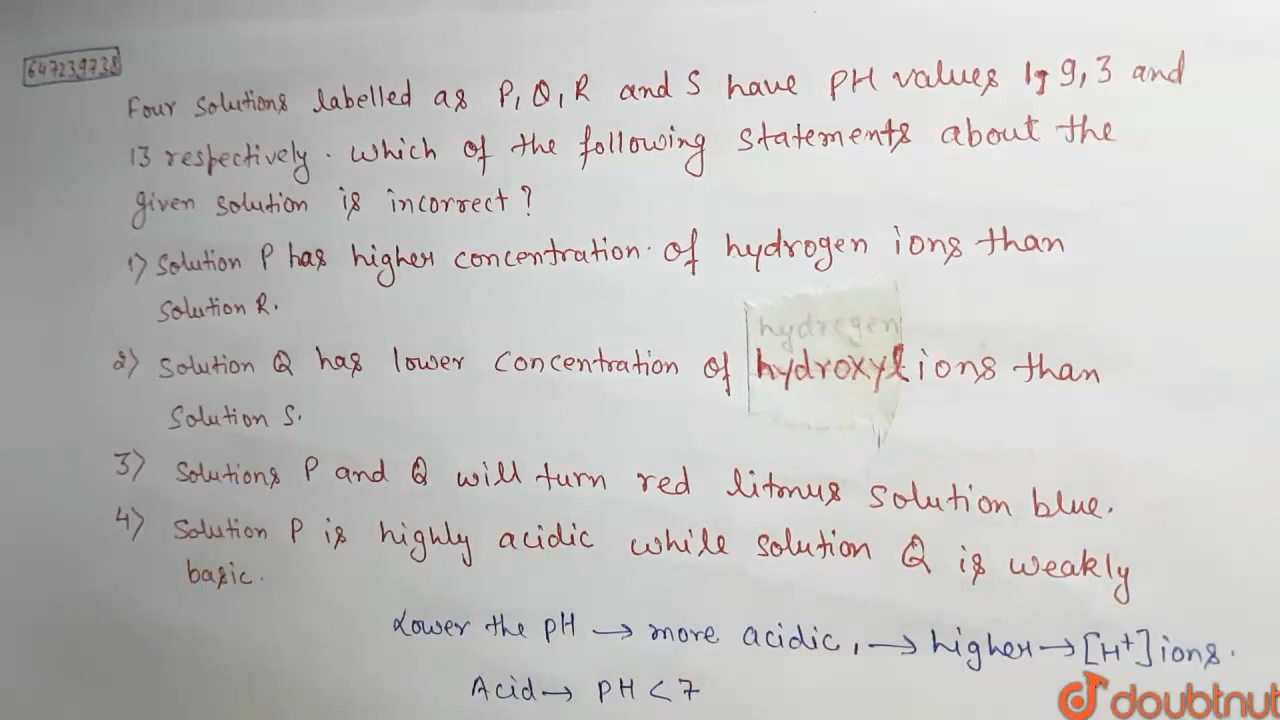 647239738
Four solutions labelled as P, Q, R and S have PH values 1, 9, 3 and
13 respectively. Which of the following statements about the
given solution is incorrect?
1) Solution P has higher concentration of hydrogen ions than
Solution R.
hydrogen
2) Solution Q has lower concentration of hydroxyl ions than
Solution S.
3) Solutions P and Q will turn red litmus solution blue.
4) Solution P is highly acidic while solution Q is weakly
basic.
Lower the pH → more acidic, → higher → [H⁺] ions.
Acid → PH < 7
doubtnut